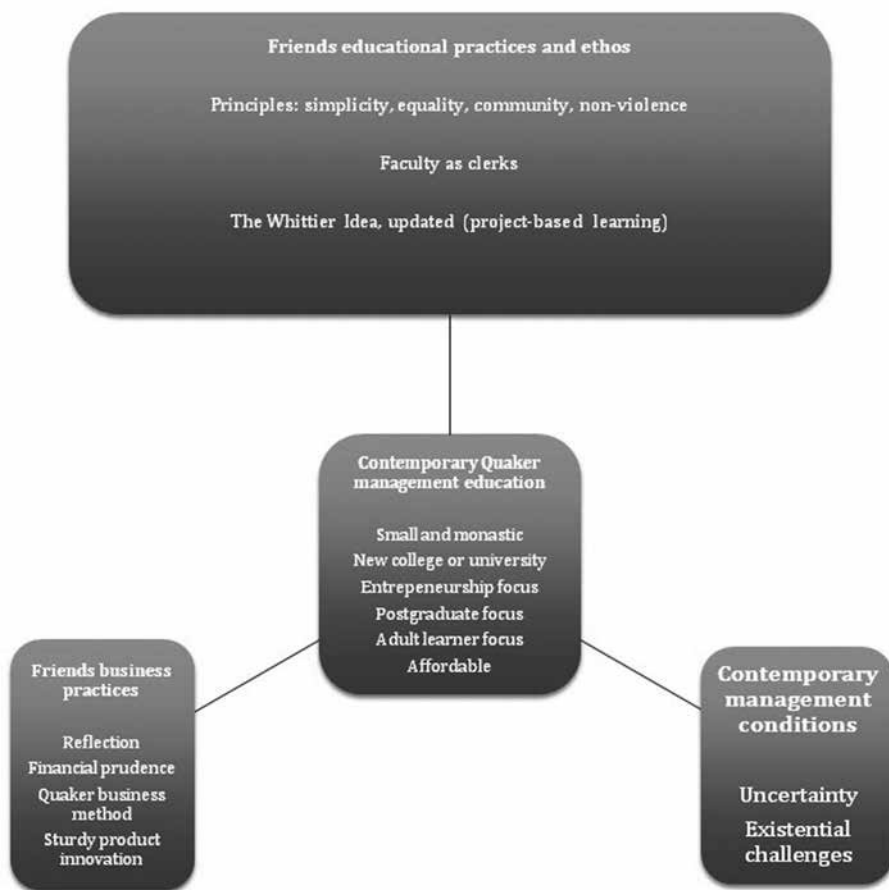 Friends educational practices and ethos
Principles: simplicity, equality, community, non-violence
Faculty as clerks
The Whittier Idea, updated (project-based learning)
Contemporary Quaker
management education
Small and monastic
New college or university
Entrepeneurship focus
Postgraduate focus
Adult learner focus
Affordable
Friends business
practices
Reflection
Financial prudence
Quaker business
method
Sturdy product
innovation
Contemporary
management
conditions
Uncertainty
Existential
challenges